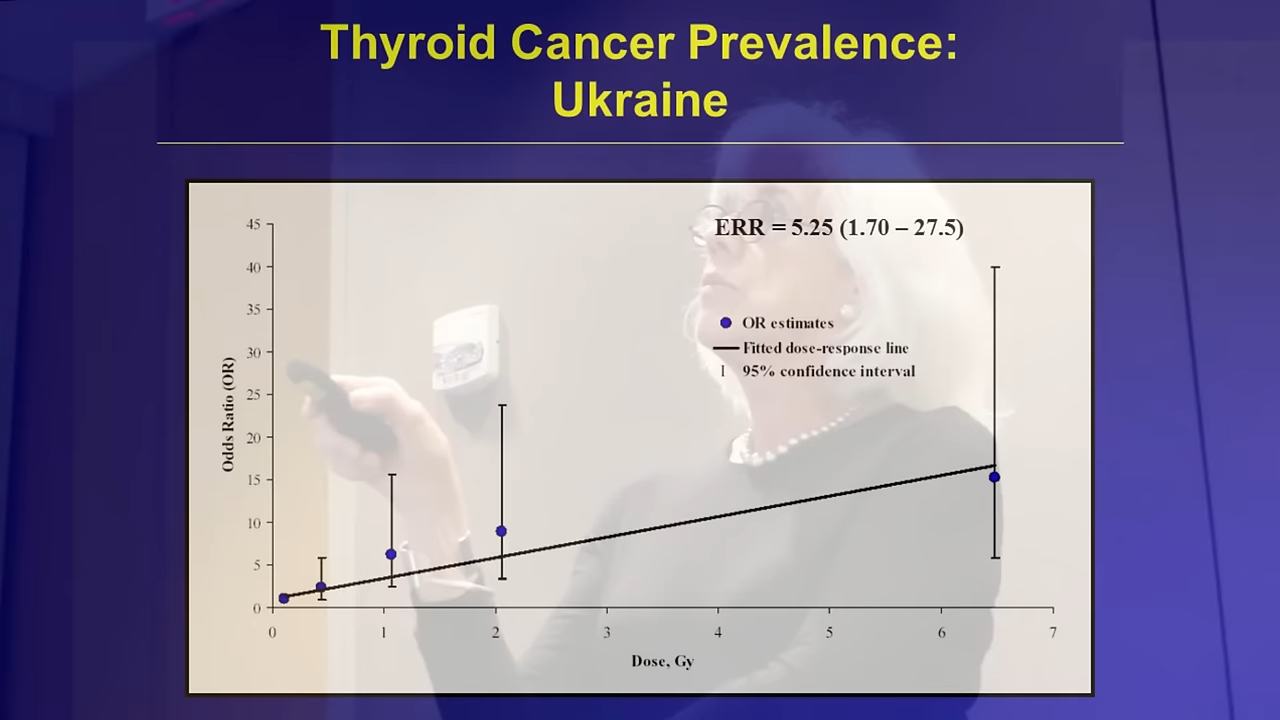 Thyroid Cancer Prevalence:
Ukraine
ERR = 5.25 (1.70 – 27.5)
OR estimates
Fitted dose-response line
I 95% confidence interval
Odds Ratio (OR)
45
40
35
30
25
20
15
10
5
0
0 1 2 3 4 5 6 7
Dose, Gy